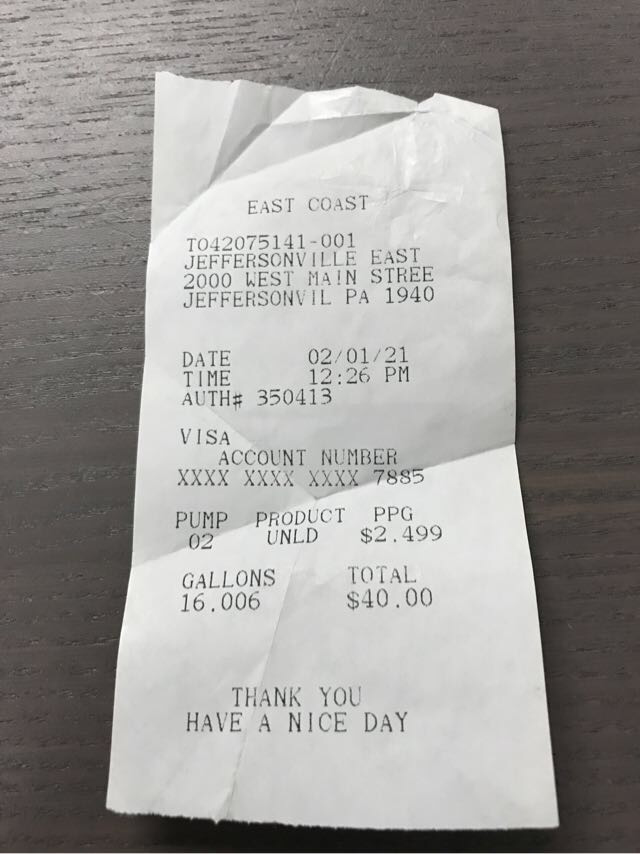 EAST COAST
TO42075141-001
JEFFERSONVILLE EAST
2000 WEST MAIN STREE
JEFFERSONVIL PA 1940
DATE 02/01/21
TIME 12:26 PM
AUTH# 350413
VISA
ACCOUNT NUMBER
XXXX XXXX XXXX 7885
PUMP PRODUCT PPG
02 UNLD $2.499
GALLONS TOTAL
16.006 $40.00
THANK YOU
HAVE A NICE DAY